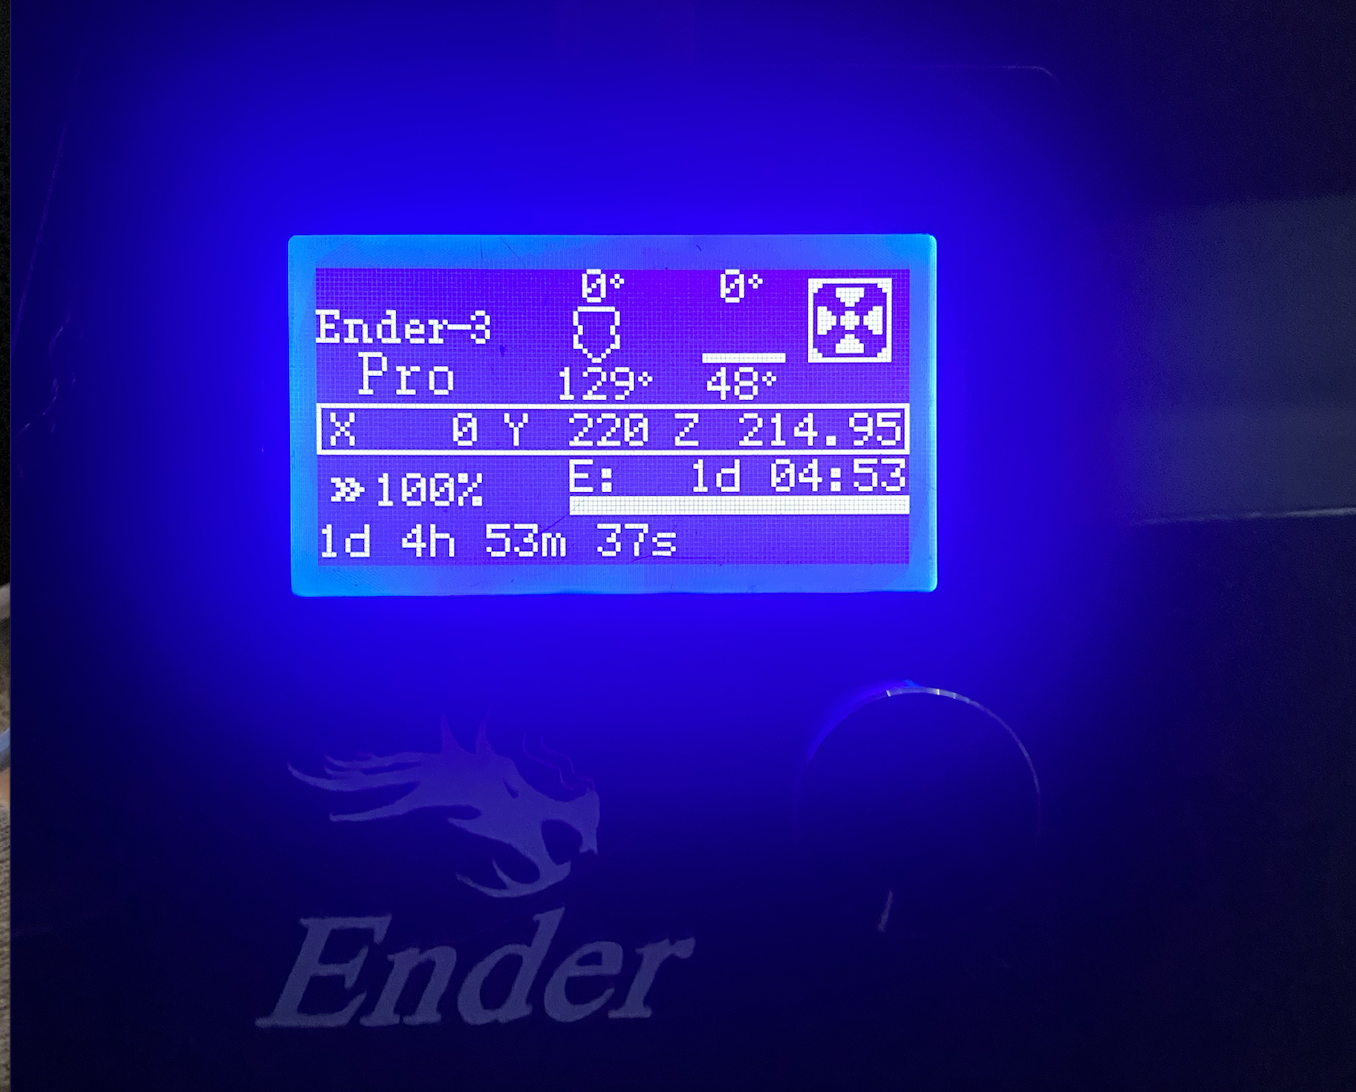 0° 0°
Ender-3
Pro 129° 48°
X 0 Y 220 Z 214.95
E: 1d 04:53
»100%
1d 4h 53m 37s
Ender